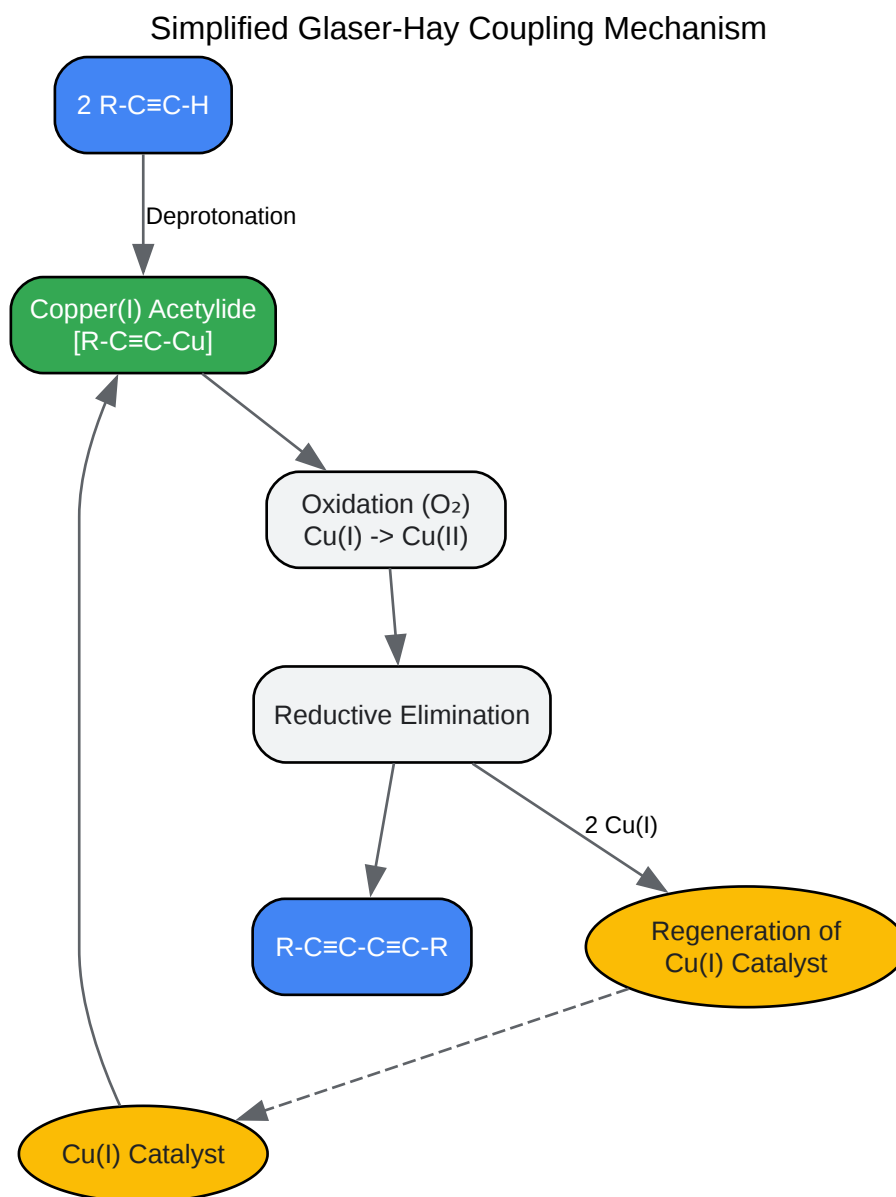 Simplified Glaser-Hay Coupling Mechanism
2 R-C≡C-H
Deprotonation
Copper(I) Acetylide
[R-C≡C-Cu]
Oxidation (O₂)
Cu(I) -> Cu(II)
Reductive Elimination
2 Cu(I)
R-C≡C-C≡C-R
Regeneration of
Cu(I) Catalyst
Cu(I) Catalyst